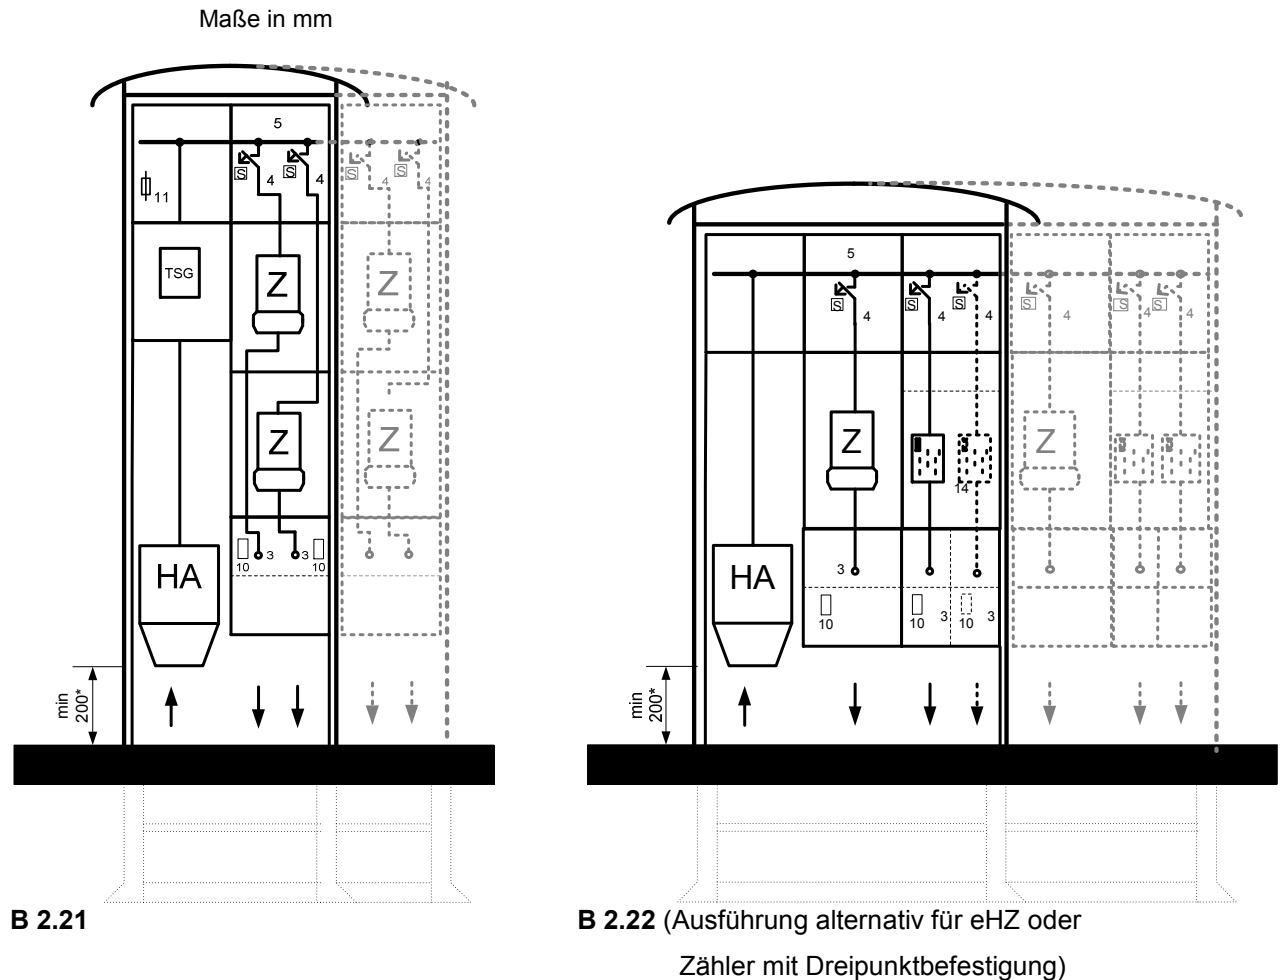 Maße in mm
5
S S S S
4 4 4 4
11
TSG
Z Z
Z Z
3 3
10 10
HA
min
200*
B 2.21
5
S S S S S S
4 4 4 4 4
Z Z
14
3
10 10 3 10 3
HA
min
200*
B 2.22 (Ausführung alternativ für eHZ oder
Zähler mit Dreipunktbefestigung)